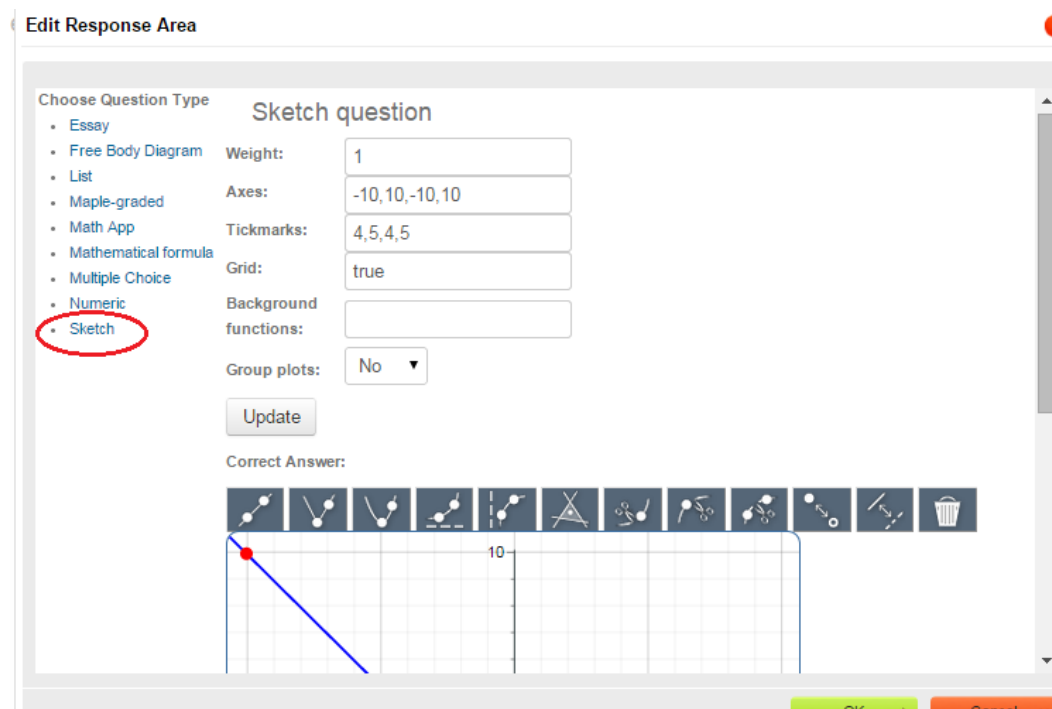 Edit Response Area
Choose Question Type
Essay
Free Body Diagram
List
Maple-graded
Math App
Mathematical formula
Multiple Choice
Numeric
Sketch
Sketch question
Weight:
1
Axes:
-10,10,-10,10
Tickmarks:
4,5,4,5
Grid:
true
Background
functions:
Group plots:
No
Update
Correct Answer:
10
OK
Cancel